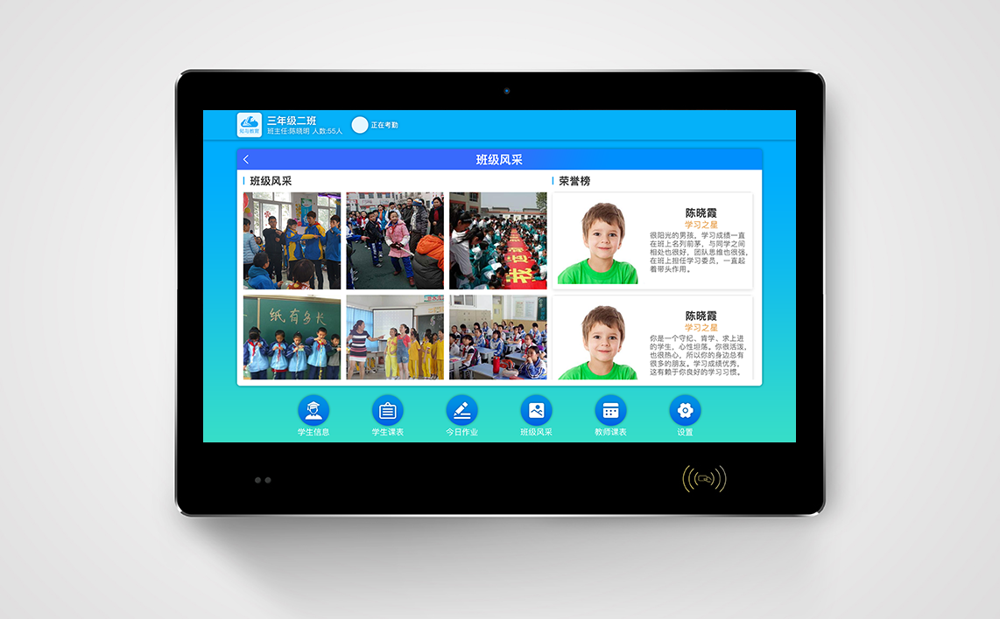 知鸟教育
三年级二班
班主任:陈晓明 人数:55人
正在考勤
班级风采
班级风采
荣誉榜
纸有多长
我
陈晓霞
学习之星
很阳光的男孩，学习成绩一直
在班上名列前茅，与同学之间
相处也很好，团队思维也很强，
在班上担任学习委员，一直起
着带头作用。
陈晓霞
学习之星
你是一个守纪、肯学、求上进
的学生，心性坦荡。你很活泼，
也很热心，所以你的身边总有
很多的朋友。学习成绩优秀，
这有赖于你良好的学习习惯。
学生信息
学生课表
今日作业
班级风采
教师课表
设置